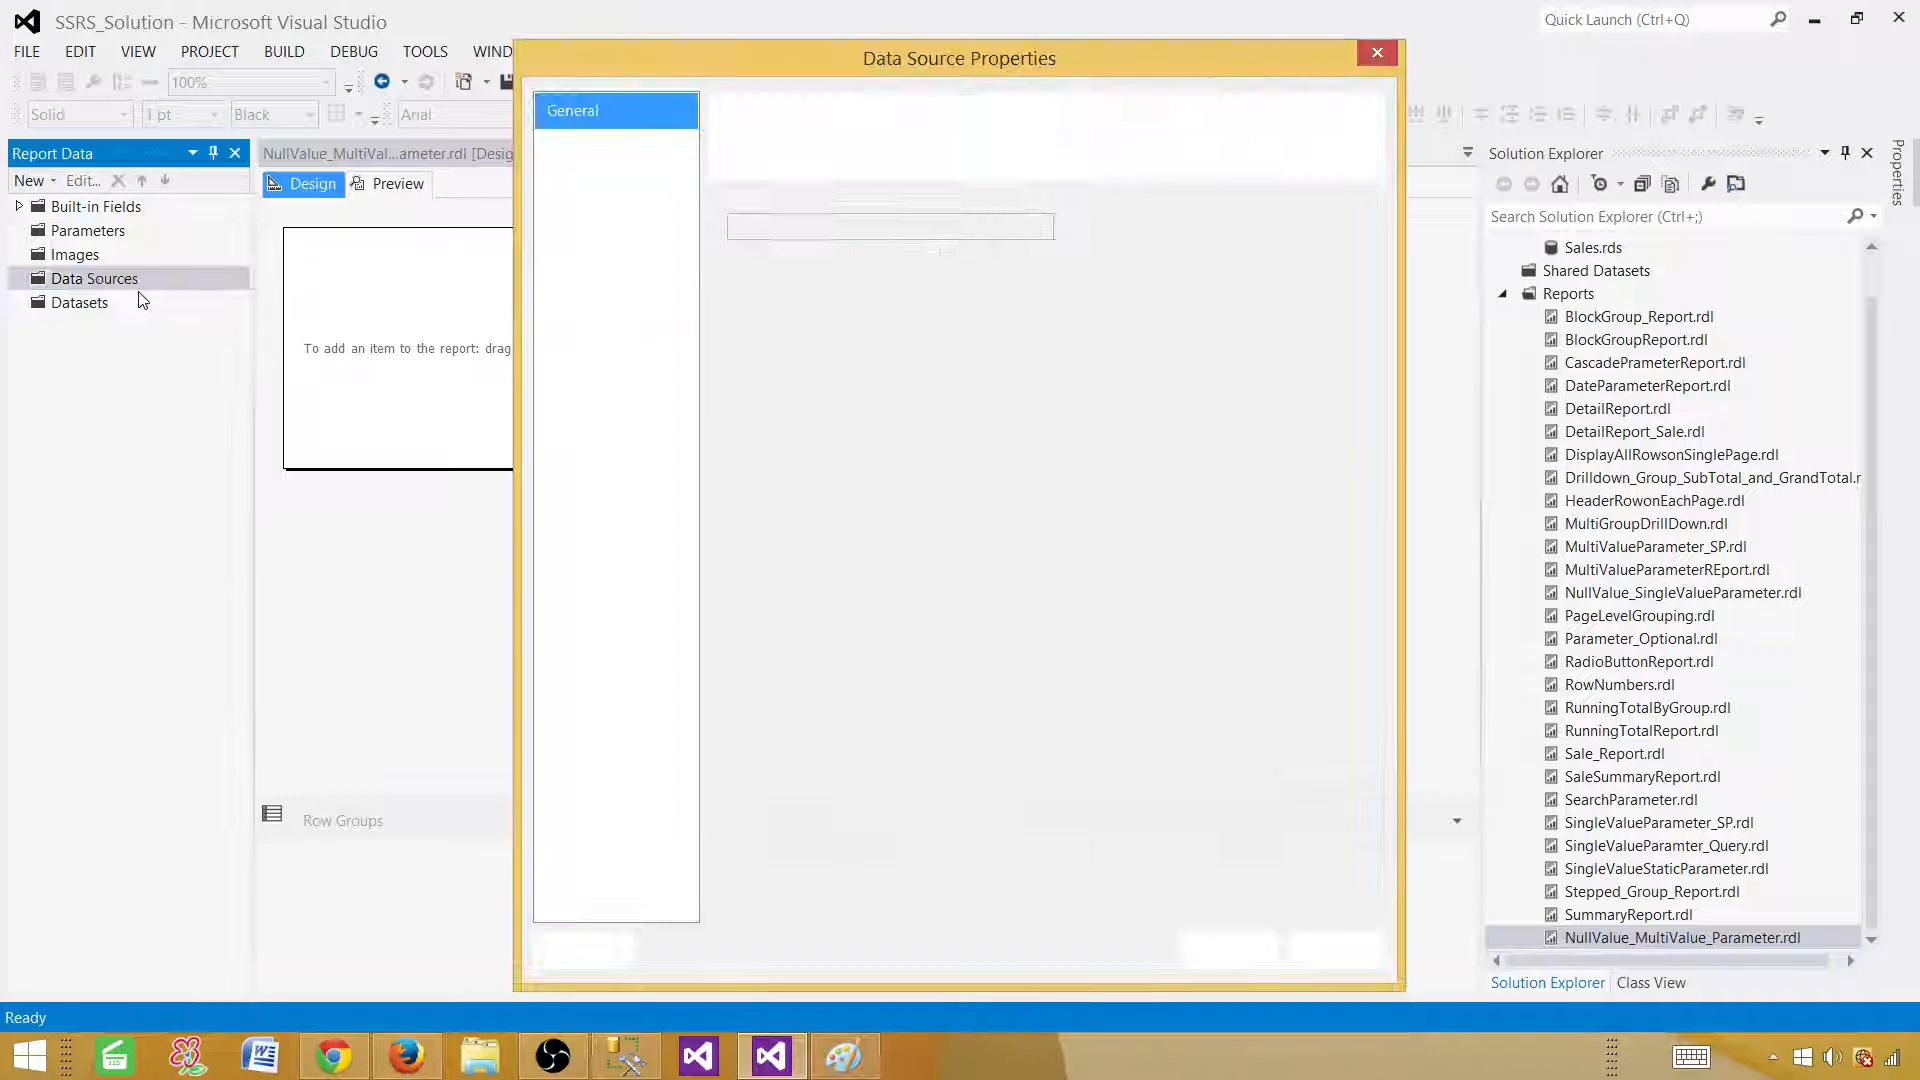 SSRS_Solution - Microsoft Visual Studio
Quick Launch (Ctrl+Q)
FILE EDIT VIEW PROJECT BUILD DEBUG TOOLS WIND
Data Source Properties
100%
Solid 1 pt Black Arial
General
Report Data
NullValue_MultiVal...ameter.rdl [Desig
New Edit...
Design Preview
Built-in Fields
Parameters
Images
Data Sources
Datasets
To add an item to the report: drag
Row Groups
Solution Explorer
Properties
Search Solution Explorer (Ctrl+;)
Sales.rds
Shared Datasets
Reports
BlockGroup_Report.rdl
BlockGroupReport.rdl
CascadePrameterReport.rdl
DateParameterReport.rdl
DetailReport.rdl
DetailReport_Sale.rdl
DisplayAllRowsonSinglePage.rdl
Drilldown_Group_SubTotal_and_GrandTotal.r
HeaderRowonEachPage.rdl
MultiGroupDrillDown.rdl
MultiValueParameter_SP.rdl
MultiValueParameterREport.rdl
NullValue_SingleValueParameter.rdl
PageLevelGrouping.rdl
Parameter_Optional.rdl
RadioButtonReport.rdl
RowNumbers.rdl
RunningTotalByGroup.rdl
RunningTotalReport.rdl
Sale_Report.rdl
SaleSummaryReport.rdl
SearchParameter.rdl
SingleValueParameter_SP.rdl
SingleValueParamter_Query.rdl
SingleValueStaticParameter.rdl
Stepped_Group_Report.rdl
SummaryReport.rdl
NullValue_MultiValue_Parameter.rdl
Solution Explorer Class View
Ready